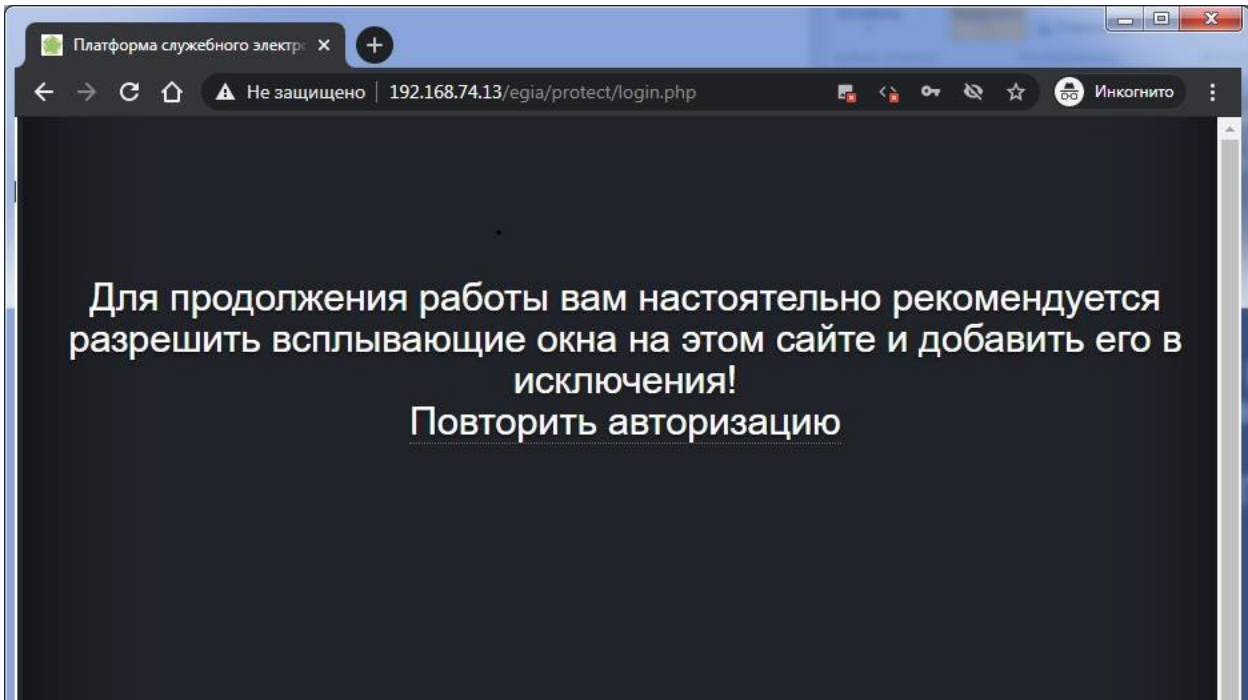 Платформа служебного электр
Не защищено | 192.168.74.13/egia/protect/login.php
Инкогнито
Для продолжения работы вам настоятельно рекомендуется
разрешить всплывающие окна на этом сайте и добавить его в
исключения!
Повторить авторизацию